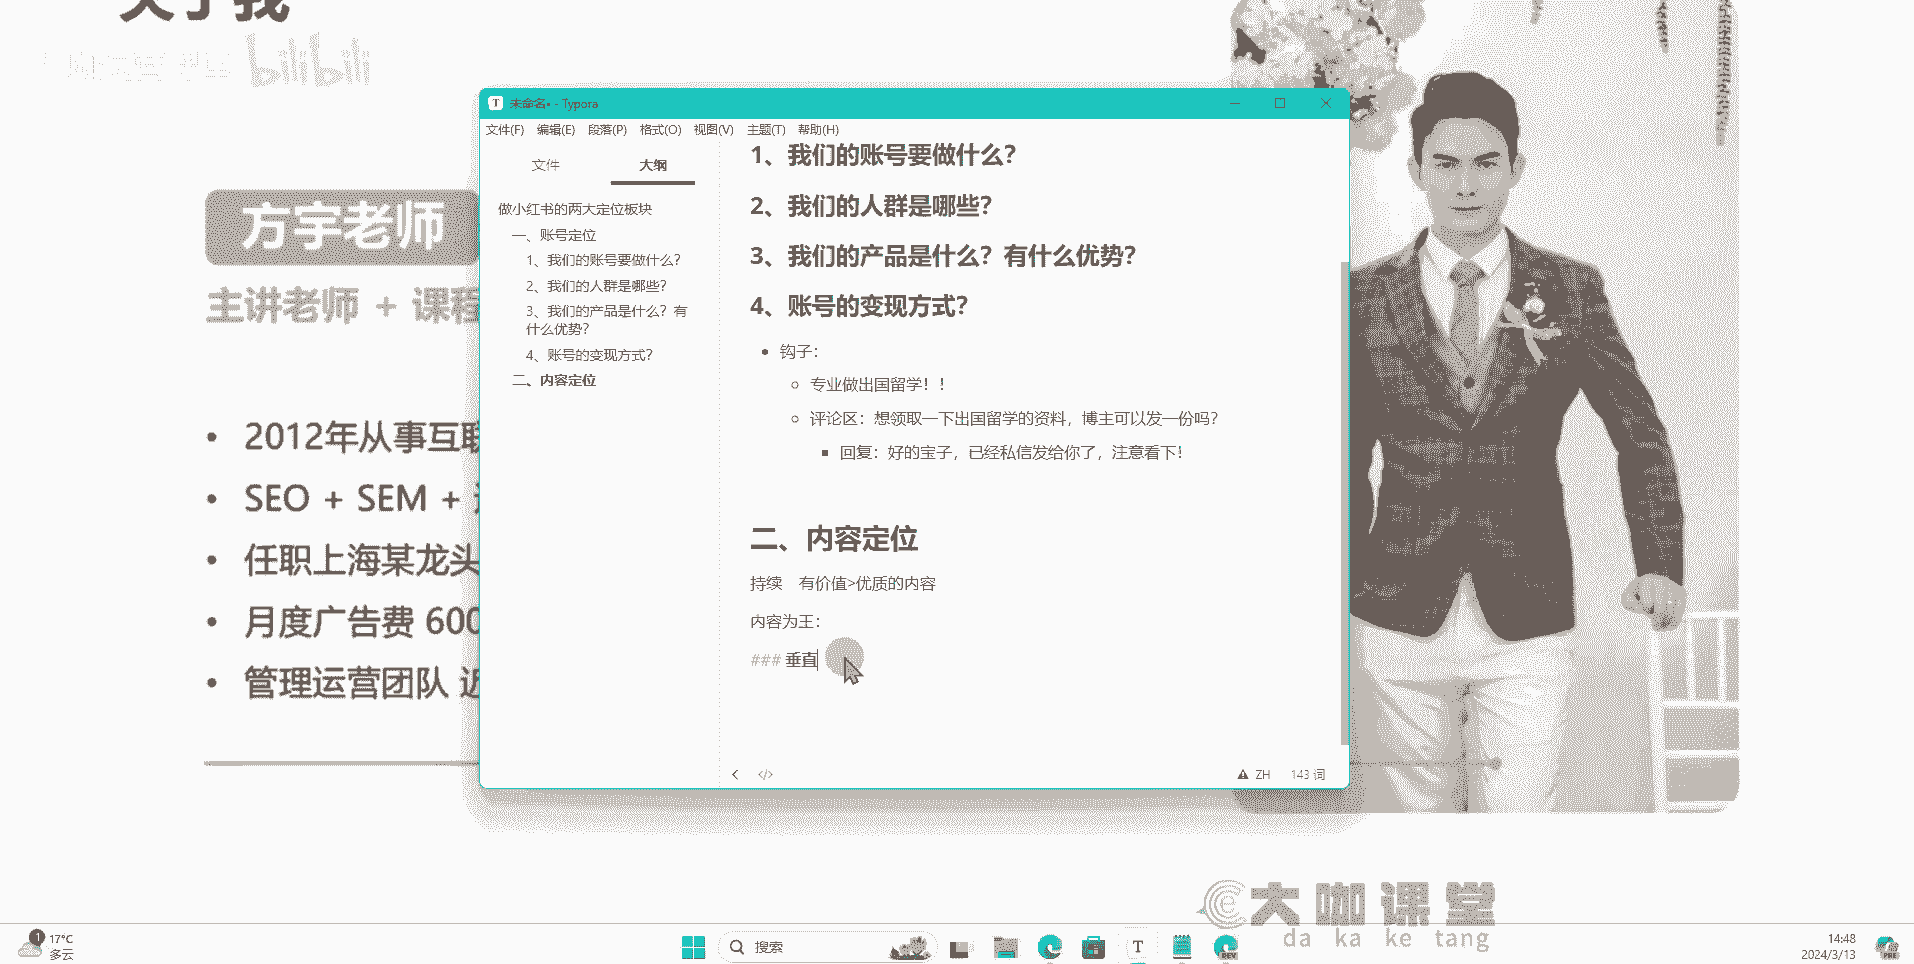 关于我
bilibili
T 未命名• - Typora
文件(F) 编辑(E) 段落(P) 格式(O) 视图(V) 主题(T) 帮助(H)
文件 大纲
做小红书的两大定位板块
一、账号定位
1、我们的账号要做什么？
2、我们的人群是哪些？
3、我们的产品是什么？有
什么优势？
4、账号的变现方式？
二、内容定位
1、我们的账号要做什么？
2、我们的人群是哪些？
3、我们的产品是什么？有什么优势？
4、账号的变现方式？
• 钩子：
专业做出国留学！！
评论区：想领取一下出国留学的资料，博主可以发一份吗？
回复：好的宝子，已经私信发给你了，注意看下！
二、内容定位
持续 有价值>优质的内容
内容为王：
### 垂直
</> ZH 143 词
方宇老师
主讲老师 + 课程
• 2012年从事互联
• SEO + SEM +
• 任职上海某龙头
• 月度广告费 600
• 管理运营团队 近
大咖课堂
da ka ke tang
1 17°C
多云
搜索
T
DEV
14:48
2024/3/13
PRE